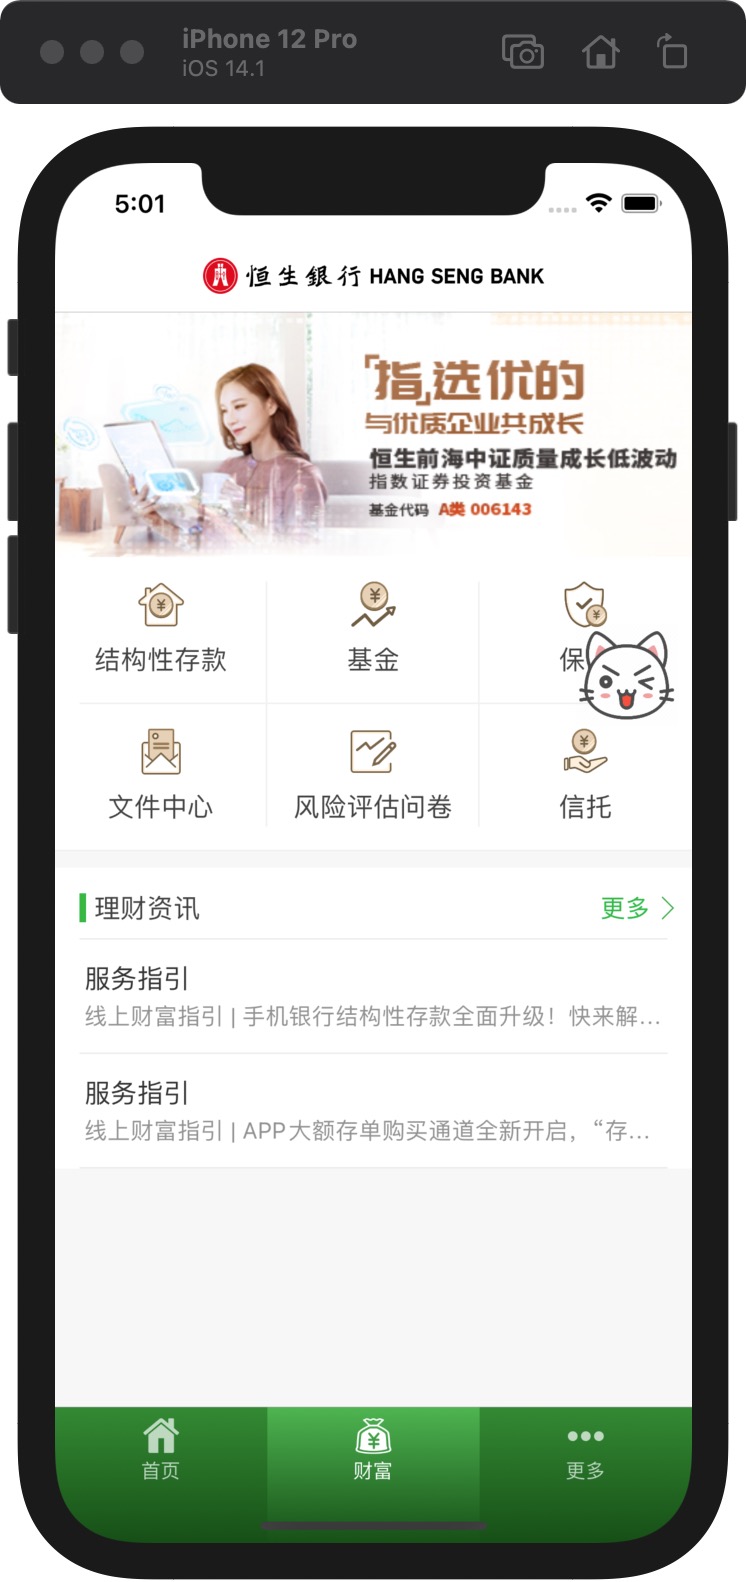 iPhone 12 Pro
iOS 14.1
5:01
恒生銀行 HANG SENG BANK
「指」选优的
与优质企业共成长
恒生前海中证质量成长低波动
指数证券投资基金
基金代码 A类 006143
结构性存款
基金
保
文件中心
风险评估问卷
信托
理财资讯
更多
服务指引
线上财富指引 | 手机银行结构性存款全面升级！快来解...
服务指引
线上财富指引 | APP大额存单购买通道全新开启，“存...
首页
财富
更多